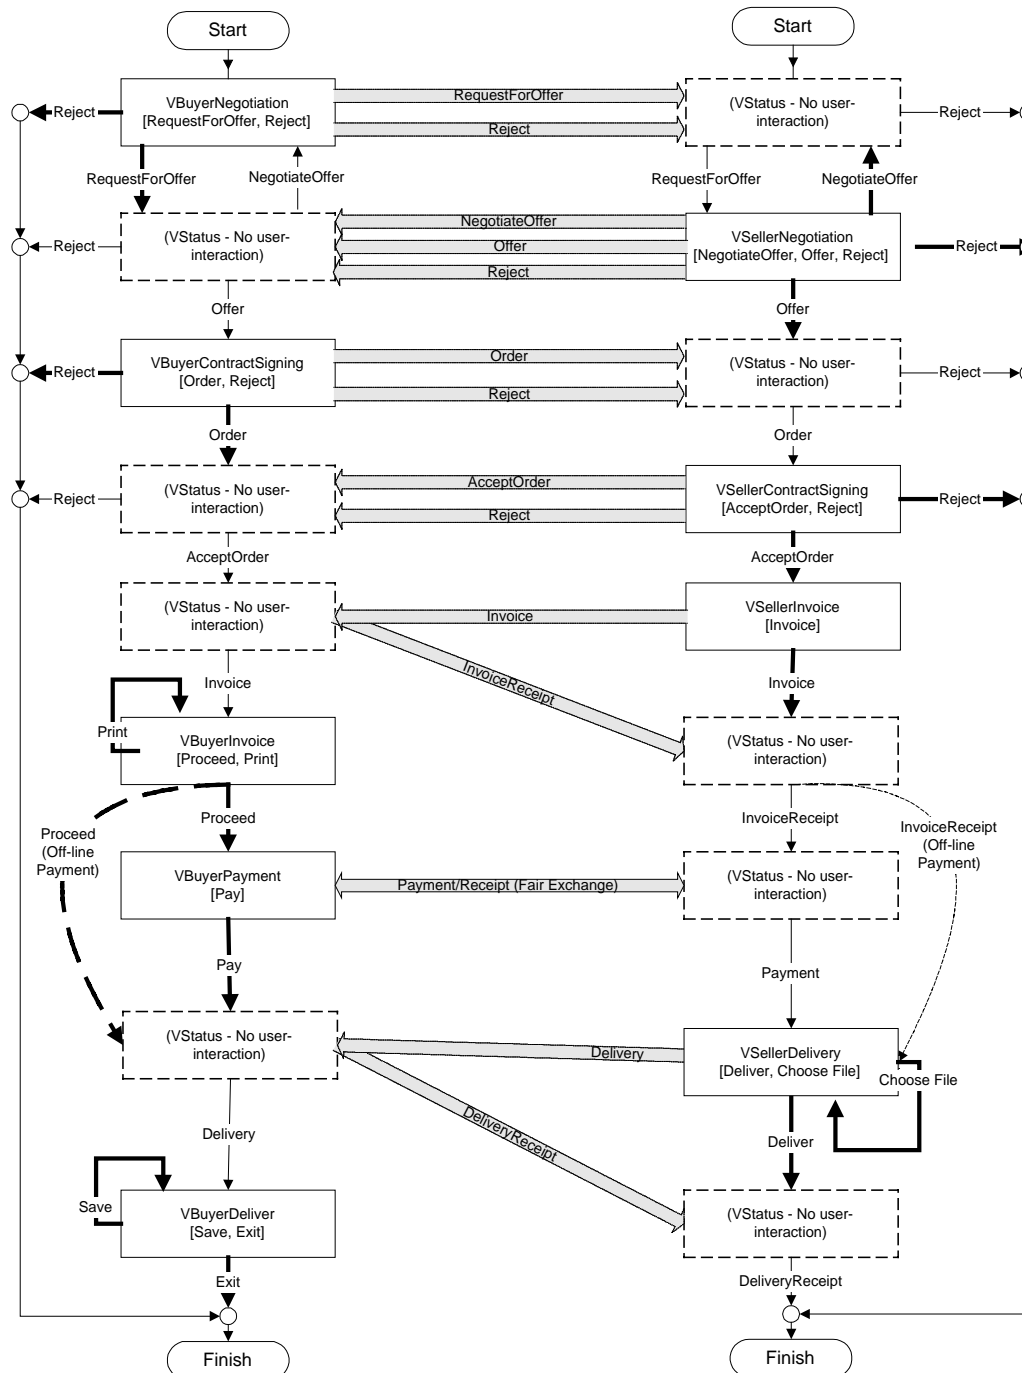 Start
Start
VBuyerNegotiation
[RequestForOffer, Reject]
RequestForOffer
Reject
(VStatus - No user-
interaction)
Reject
Reject
RequestForOffer
NegotiateOffer
RequestForOffer
NegotiateOffer
(VStatus - No user-
interaction)
NegotiateOffer
Offer
Reject
VSellerNegotiation
[NegotiateOffer, Offer, Reject]
Reject
Reject
Offer
Offer
VBuyerContractSigning
[Order, Reject]
Order
Reject
(VStatus - No user-
interaction)
Reject
Reject
Order
Order
(VStatus - No user-
interaction)
AcceptOrder
Reject
VSellerContractSigning
[AcceptOrder, Reject]
Reject
Reject
AcceptOrder
AcceptOrder
(VStatus - No user-
interaction)
Invoice
VSellerInvoice
[Invoice]
InvoiceReceipt
Invoice
Invoice
Print
VBuyerInvoice
[Proceed, Print]
(VStatus - No user-
interaction)
Proceed
(Off-line
Payment)
Proceed
InvoiceReceipt
InvoiceReceipt
(Off-line
Payment)
VBuyerPayment
[Pay]
Payment/Receipt (Fair Exchange)
(VStatus - No user-
interaction)
Pay
Payment
(VStatus - No user-
interaction)
Delivery
VSellerDelivery
[Deliver, Choose File]
Choose File
DeliveryReceipt
Delivery
Deliver
Save
VBuyerDeliver
[Save, Exit]
(VStatus - No user-
interaction)
Exit
DeliveryReceipt
Finish
Finish